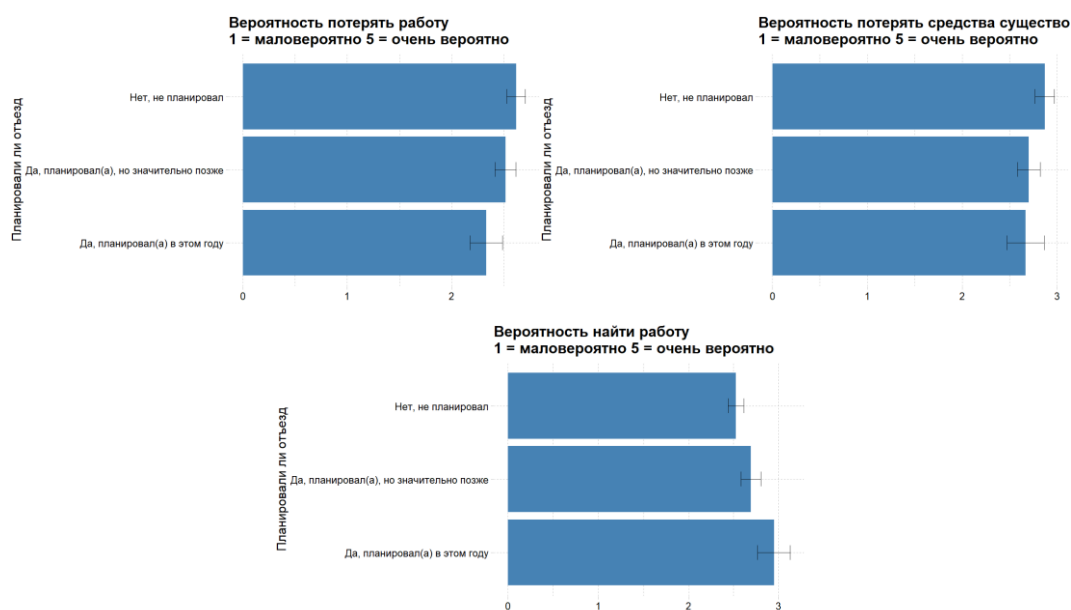 Вероятность потерять работу
1 = маловероятно 5 = очень вероятно
Планировали ли отъезд
Нет, не планировал
Да, планировал(а), но значительно позже
Да, планировал(а) в этом году
0 1 2
Вероятность потерять средства существо
1 = маловероятно 5 = очень вероятно
Планировали ли отъезд
Нет, не планировал
Да, планировал(а), но значительно позже
Да, планировал(а) в этом году
0 1 2 3
Вероятность найти работу
1 = маловероятно 5 = очень вероятно
Планировали ли отъезд
Нет, не планировал
Да, планировал(а), но значительно позже
Да, планировал(а) в этом году
0 1 2 3